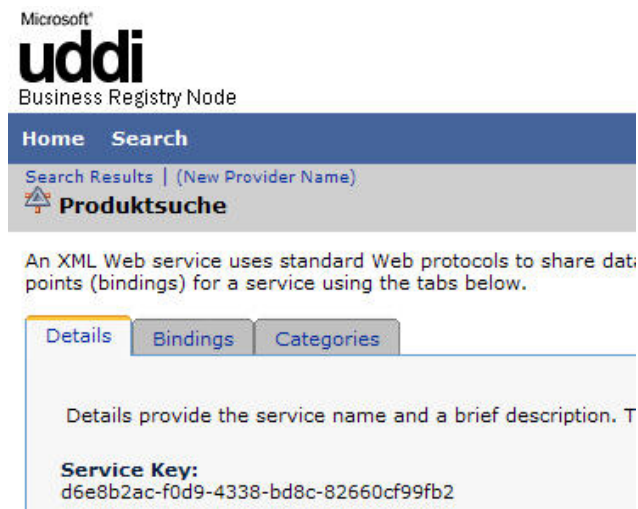 Microsoft®
uddi
Business Registry Node
Home Search
Search Results | (New Provider Name)
Produktsuche
An XML Web service uses standard Web protocols to share data
points (bindings) for a service using the tabs below.
Details Bindings Categories
Details provide the service name and a brief description. T
Service Key:
d6e8b2ac-f0d9-4338-bd8c-82660cf99fb2